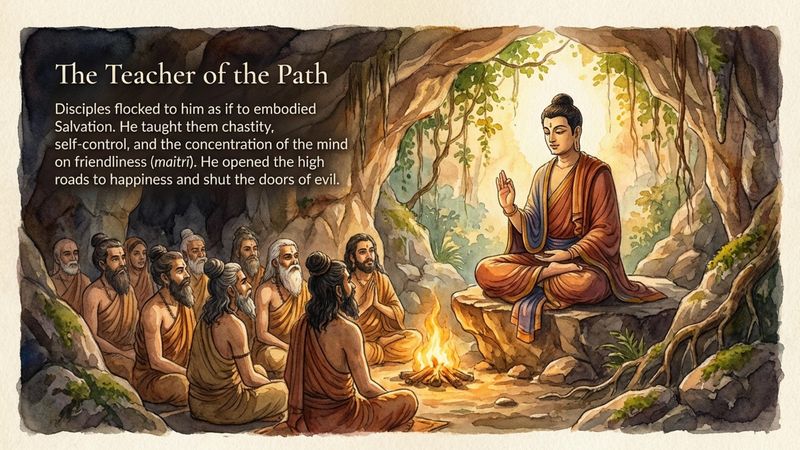 The Teacher of the Path
Disciples flocked to him as if to embodied
Salvation. He taught them chastity,
self-control, and the concentration of the mind
on friendliness (maitrī). He opened the high
roads to happiness and shut the doors of evil.